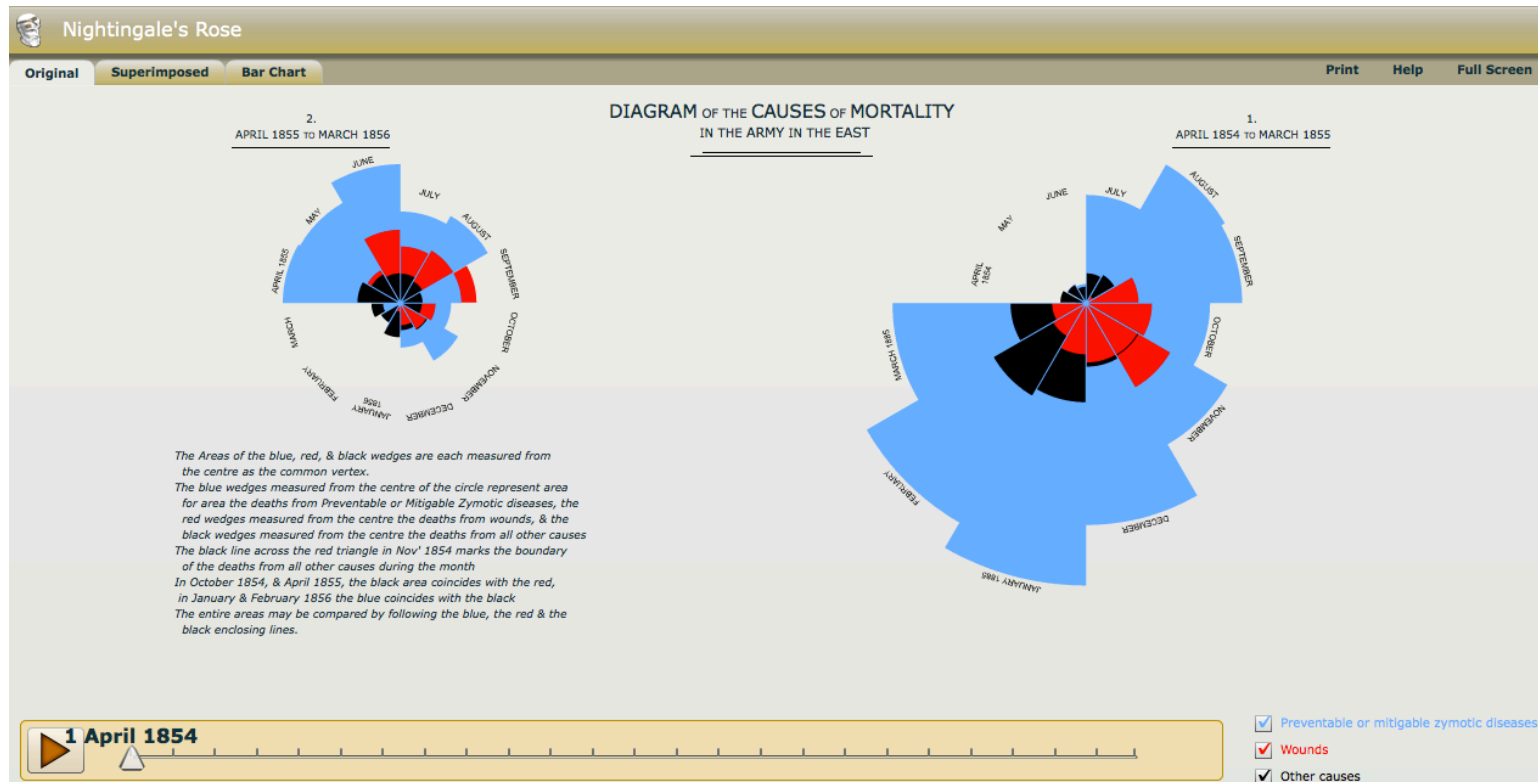 Nightingale's Rose
Original Superimposed Bar Chart Print Help Full Screen
DIAGRAM OF THE CAUSES OF MORTALITY
IN THE ARMY IN THE EAST
2.
APRIL 1855 TO MARCH 1856
JUNE
JULY
MAY
AUGUST
APRIL 1855
SEPTEMBER
MARCH
OCTOBER
FEBRUARY
JANUARY
1856
DECEMBER
NOVEMBER
1.
APRIL 1854 TO MARCH 1855
JUNE
JULY
AUGUST
MAY
SEPTEMBER
APRIL
1854
OCTOBER
MARCH 1885
NOVEMBER
FEBRUARY
DECEMBER
JANUARY 1885
The Areas of the blue, red, & black wedges are each measured from
the centre as the common vertex.
The blue wedges measured from the centre of the circle represent area
for area the deaths from Preventable or Mitigable Zymotic diseases, the
red wedges measured from the centre the deaths from wounds, & the
black wedges measured from the centre the deaths from all other causes
The black line across the red triangle in Nov' 1854 marks the boundary
of the deaths from all other causes during the month
In October 1854, & April 1855, the black area coincides with the red,
in January & February 1856 the blue coincides with the black
The entire areas may be compared by following the blue, the red & the
black enclosing lines.
1 April 1854
Preventable or mitigable zymotic diseases
Wounds
Other causes